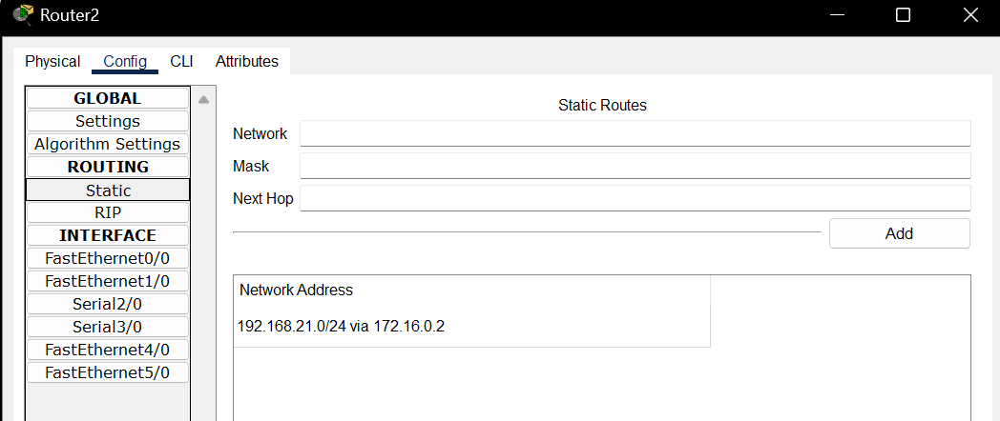 Router2
Physical Config CLI Attributes
GLOBAL
Settings
Algorithm Settings
ROUTING
Static
RIP
INTERFACE
FastEthernet0/0
FastEthernet1/0
Serial2/0
Serial3/0
FastEthernet4/0
FastEthernet5/0
Static Routes
Network
Mask
Next Hop
Add
Network Address
192.168.21.0/24 via 172.16.0.2